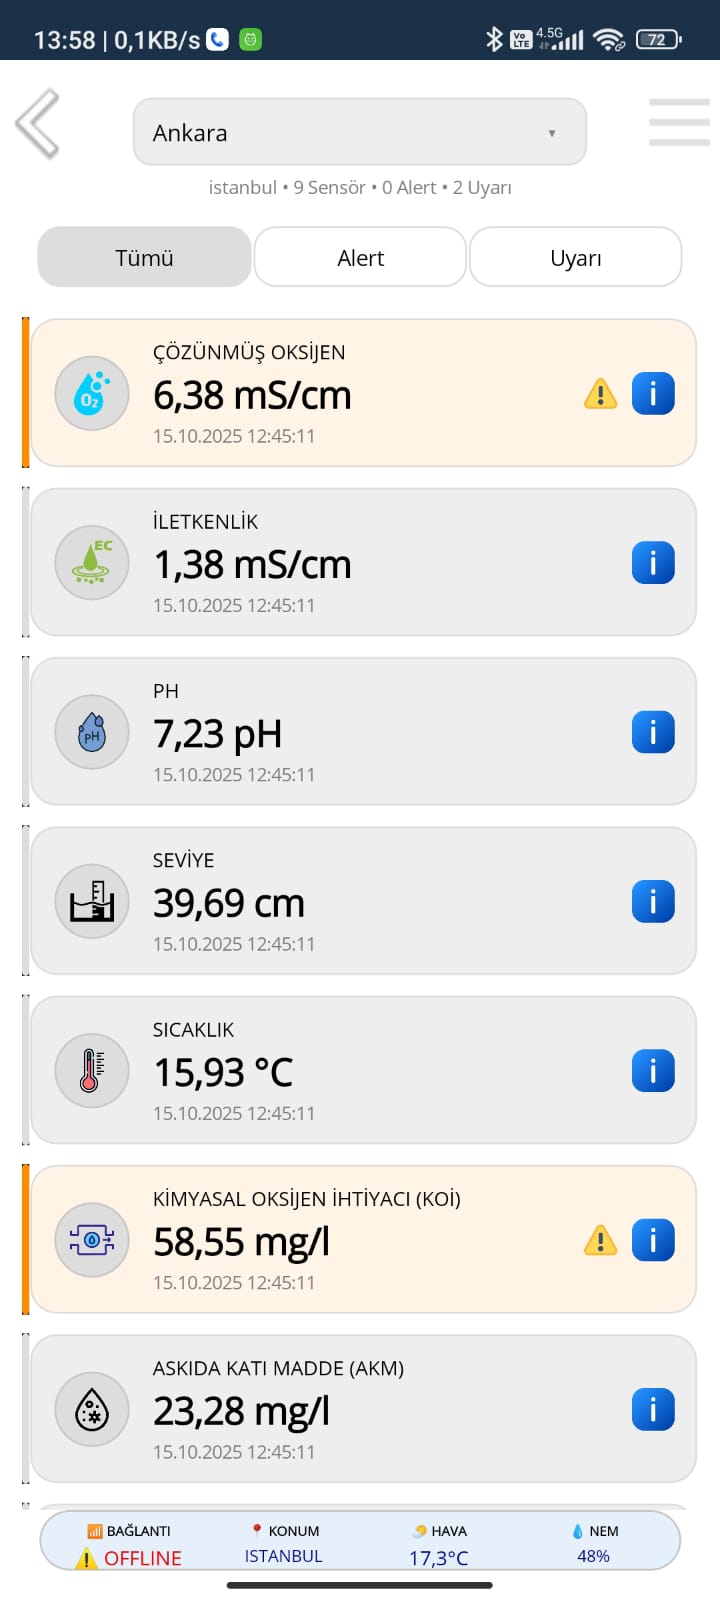 13:58 | 0,1KB/s Vo LTE 4.5G 72
Ankara ▼
istanbul • 9 Sensör • 0 Alert • 2 Uyarı
Tümü Alert Uyarı
ÇÖZÜNMÜŞ OKSİJEN
O2
6,38 mS/cm
i
15.10.2025 12:45:11
İLETKENLİK
EC
1,38 mS/cm
i
15.10.2025 12:45:11
PH
pH
7,23 pH
i
15.10.2025 12:45:11
SEVİYE
39,69 cm
i
15.10.2025 12:45:11
SICAKLIK
15,93 °C
i
15.10.2025 12:45:11
KİMYASAL OKSİJEN İHTİYACI (KOİ)
58,55 mg/l
i
15.10.2025 12:45:11
ASKIDA KATI MADDE (AKM)
23,28 mg/l
i
15.10.2025 12:45:11
BAĞLANTI KONUM HAVA NEM
OFFLINE ISTANBUL 17,3°C 48%